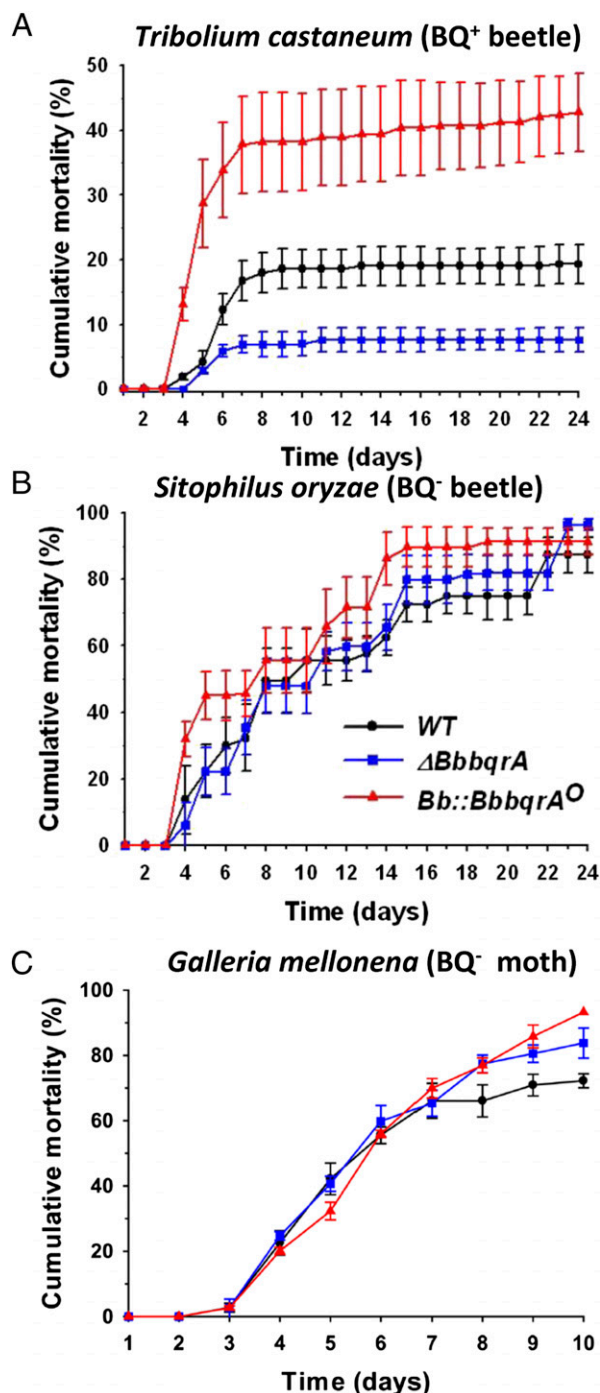 A
Tribolium castaneum (BQ+ beetle)
Cumulative mortality (%)
50
40
30
20
10
0
2 4 6 8 10 12 14 16 18 20 22 24
Time (days)
B
Sitophilus oryzae (BQ- beetle)
Cumulative mortality (%)
100
80
60
40
20
0
WT
ΔBbbqrA
Bb::BbbqrAO
2 4 6 8 10 12 14 16 18 20 22 24
Time (days)
C
Galleria mellonena (BQ- moth)
Cumulative mortality (%)
100
80
60
40
20
0
1 2 3 4 5 6 7 8 9 10
Time (days)